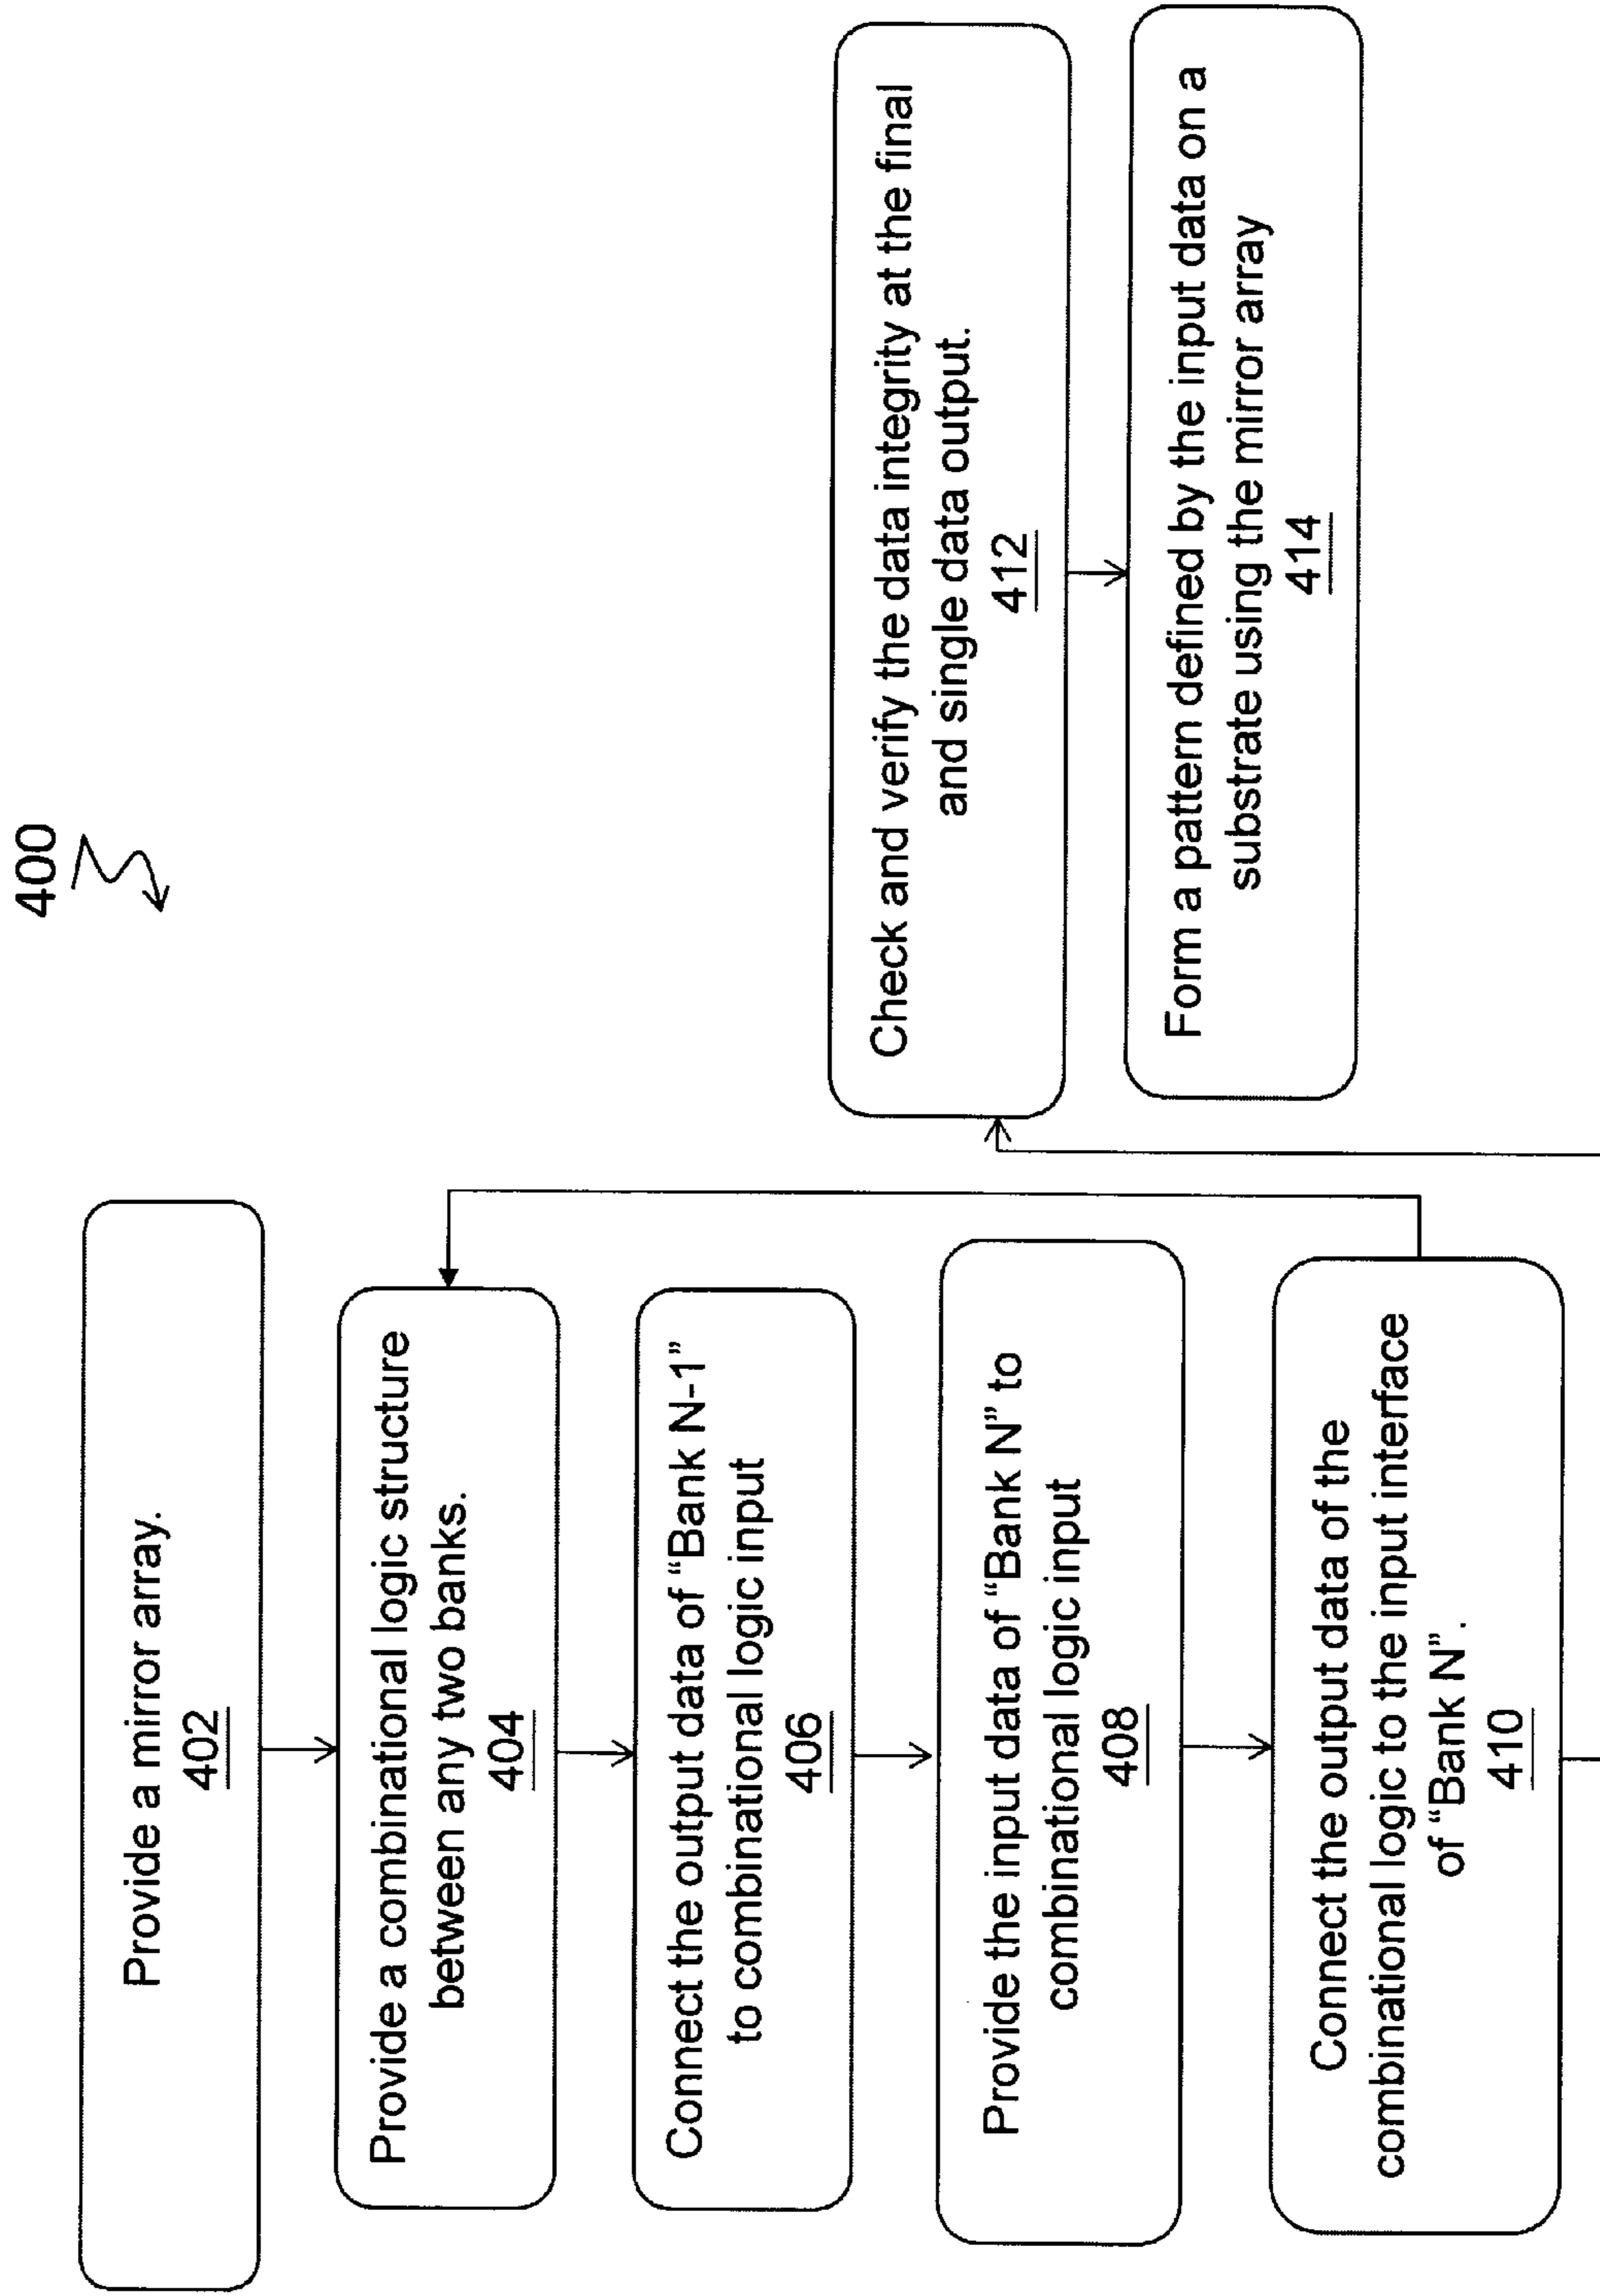 400
Provide a mirror array.
402
Provide a combinational logic structure
between any two banks.
404
Connect the output data of “Bank N-1”
to combinational logic input
406
Provide the input data of “Bank N” to
combinational logic input
408
Connect the output data of the
combinational logic to the input interface
of “Bank N”.
410
Check and verify the data integrity at the final
and single data output.
412
Form a pattern defined by the input data on a
substrate using the mirror array
414